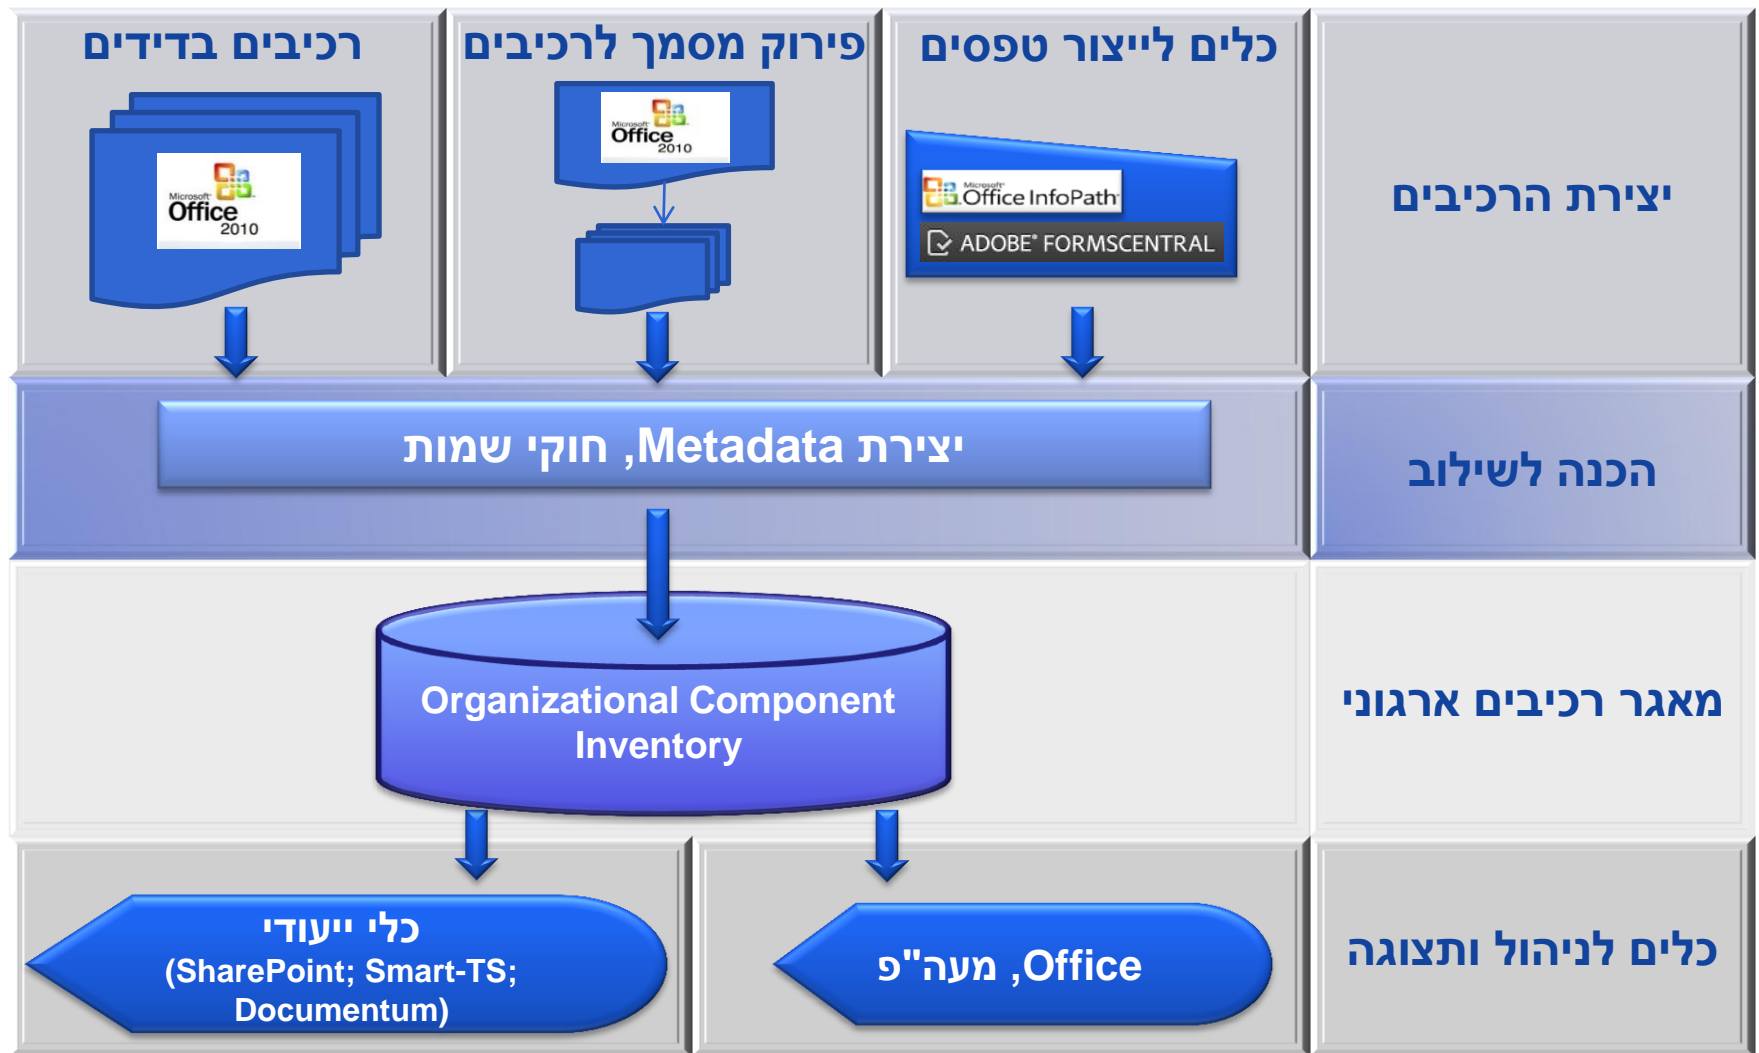 כלים לייצור טפסים
פירוק מסמך לרכיבים
רכיבים בדידים
יצירת הרכיבים
Microsoft
Office InfoPath
ADOBE® FORMSCENTRAL
Microsoft
Office
2010
Microsoft
Office
2010
הכנה לשילוב
יצירת Metadata, חוקי שמות
מאגר רכיבים ארגוני
Organizational Component
Inventory
כלים לניהול ותצוגה
Office, מעה"פ
כלי ייעודי
(SharePoint; Smart-TS;
Documentum)